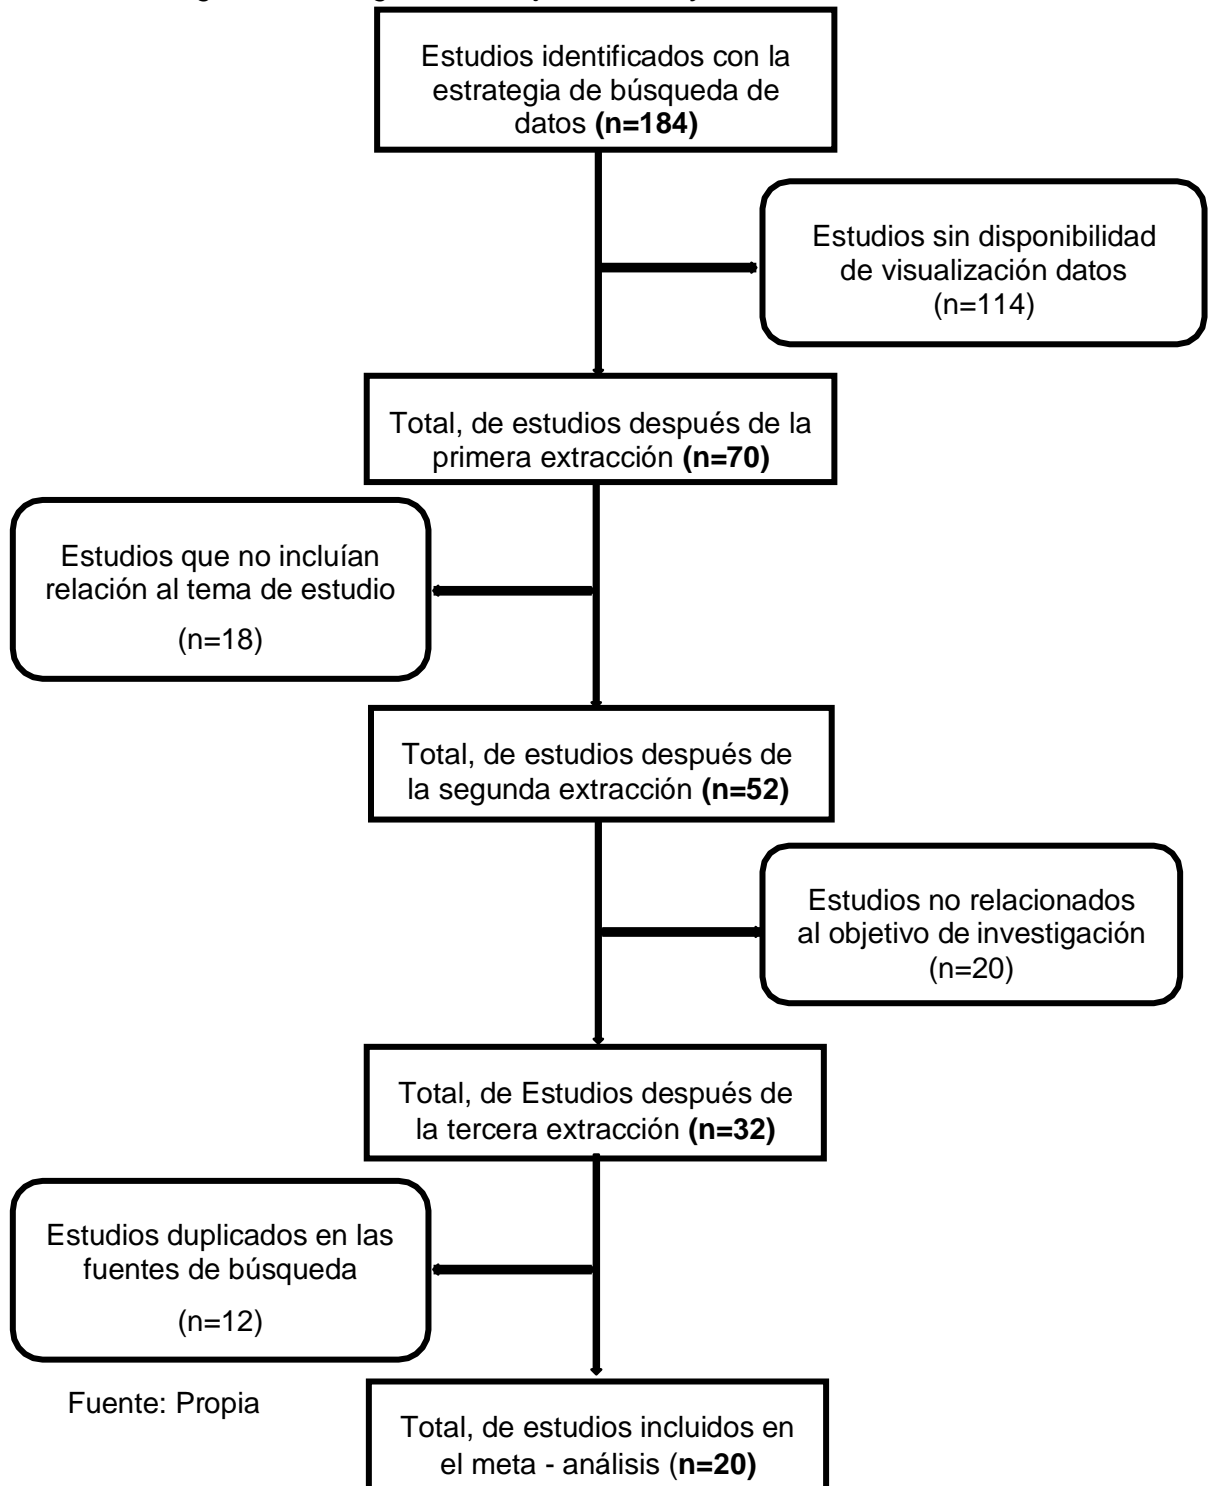 Estudios identificados con la
estrategia de búsqueda de
datos (n=184)
Estudios sin disponibilidad
de visualización datos
(n=114)
Total, de estudios después de la
primera extracción (n=70)
Estudios que no incluían
relación al tema de estudio
(n=18)
Total, de estudios después de
la segunda extracción (n=52)
Estudios no relacionados
al objetivo de investigación
(n=20)
Total, de Estudios después de
la tercera extracción (n=32)
Estudios duplicados en las
fuentes de búsqueda
(n=12)
Fuente: Propia
Total, de estudios incluidos en
el meta - análisis (n=20)